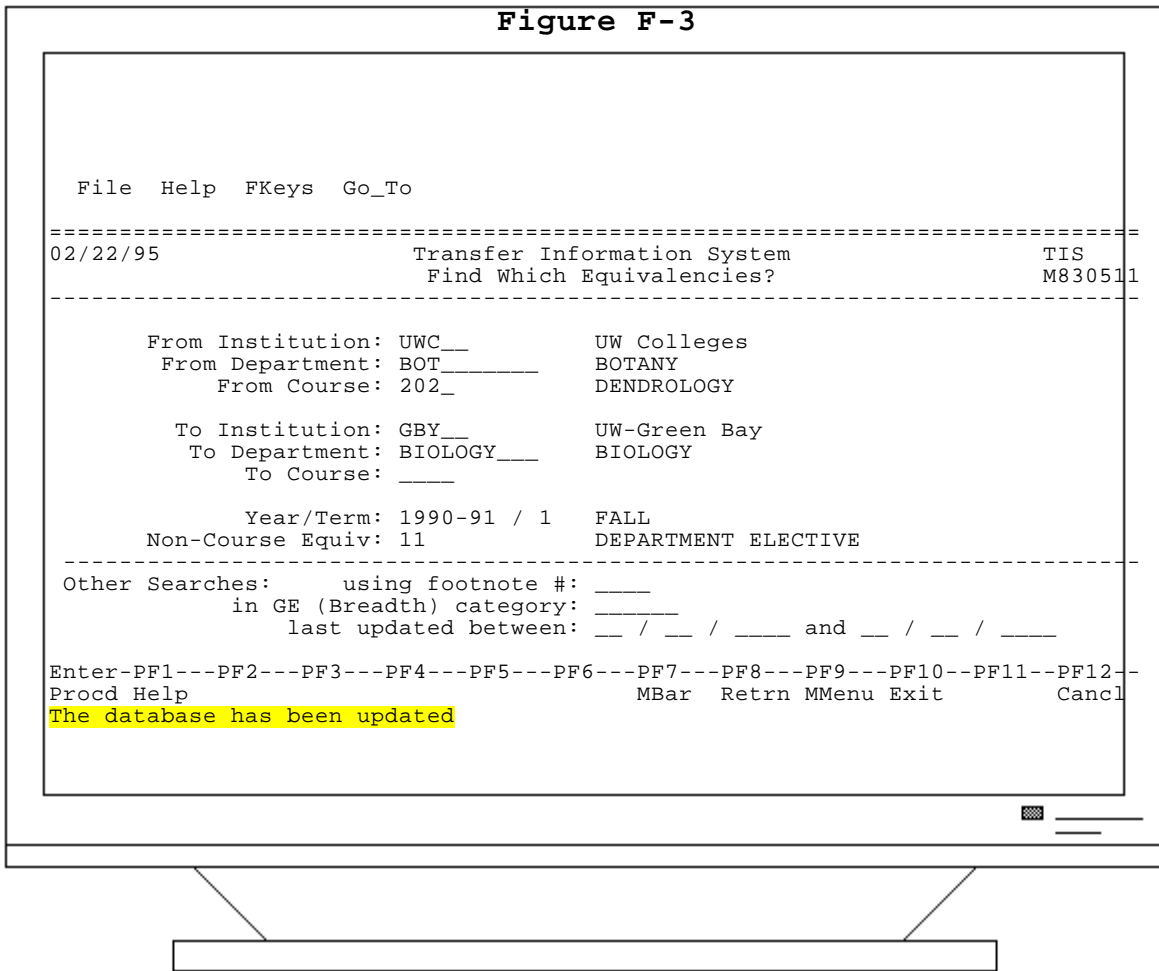 Figure F-3
File  Help  FKeys  Go_To
==============================================================================
02/22/95                  Transfer Information System                  TIS
                           Find Which Equivalencies?                   M830511
------------------------------------------------------------------------------
       From Institution: UWC__         UW Colleges
        From Department: BOT_______    BOTANY
            From Course: 202_          DENDROLOGY
         To Institution: GBY__         UW-Green Bay
          To Department: BIOLOGY___    BIOLOGY
              To Course: ____
              Year/Term: 1990-91 / 1   FALL
       Non-Course Equiv: 11            DEPARTMENT ELECTIVE
 -----------------------------------------------------------------------------
 Other Searches:     using footnote #: ____
             in GE (Breadth) category: ______
                 last updated between: __ / __ / ____ and __ / __ / ____
Enter-PF1---PF2---PF3---PF4---PF5---PF6---PF7---PF8---PF9---PF10--PF11--PF12--
Procd Help                                MBar  Retrn MMenu Exit        Cancl
The database has been updated